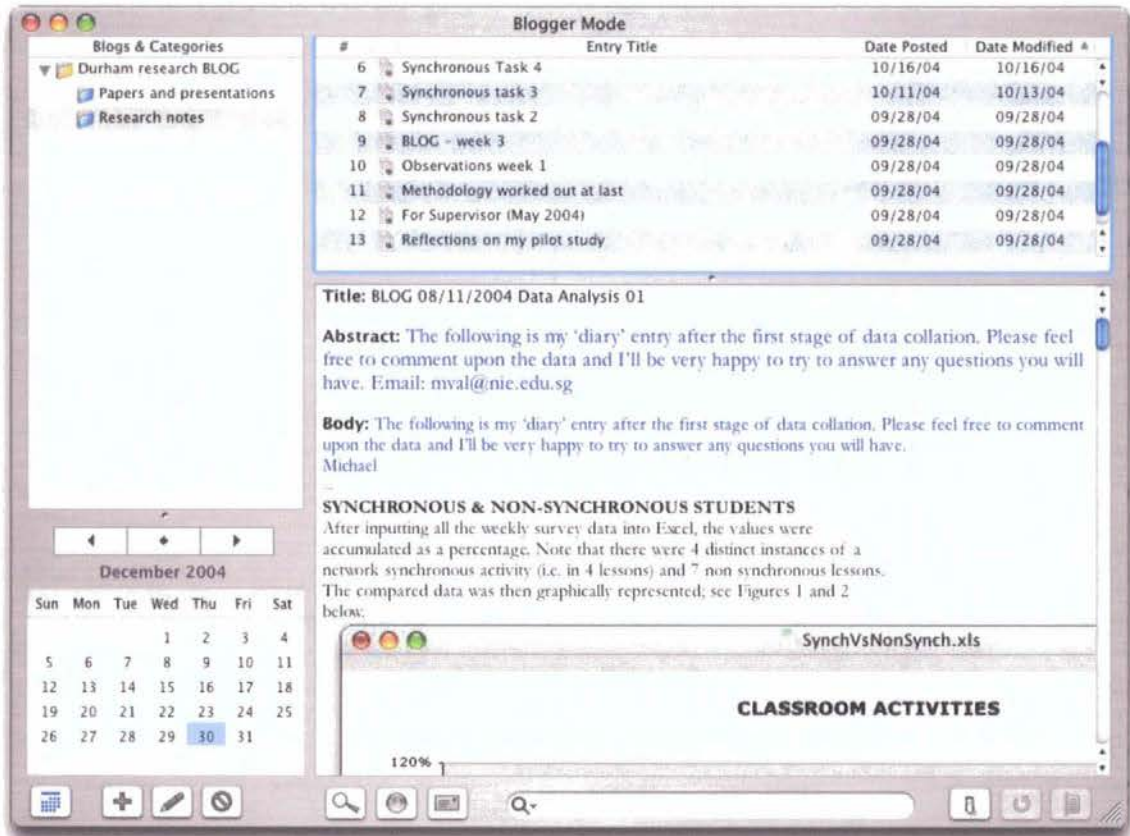 Blogger Mode
Blogs & Categories
Durham research BLOG
Papers and presentations
Research notes
# Entry Title Date Posted Date Modified
6 Synchronous Task 4 10/16/04 10/16/04
7 Synchronous task 3 10/11/04 10/13/04
8 Synchronous task 2 09/28/04 09/28/04
9 BLOG - week 3 09/28/04 09/28/04
10 Observations week 1 09/28/04 09/28/04
11 Methodology worked out at last 09/28/04 09/28/04
12 For Supervisor (May 2004) 09/28/04 09/28/04
13 Reflections on my pilot study 09/28/04 09/28/04
Title: BLOG 08/11/2004 Data Analysis 01
Abstract: The following is my 'diary' entry after the first stage of data collation. Please feel
free to comment upon the data and I'll be very happy to try to answer any questions you will
have. Email: mval@nie.edu.sg
Body: The following is my 'diary' entry after the first stage of data collation. Please feel free to comment
upon the data and I'll be very happy to try to answer any questions you will have.
Michael
--
SYNCHRONOUS & NON-SYNCHRONOUS STUDENTS
After inputting all the weekly survey data into Excel, the values were
accumulated as a percentage. Note that there were 4 distinct instances of a
network synchronous activity (i.e. in 4 lessons) and 7 non synchronous lessons.
The compared data was then graphically represented; see Figures 1 and 2
below.
SynchVsNonSynch.xls
CLASSROOM ACTIVITIES
120%
December 2004
Sun Mon Tue Wed Thu Fri Sat
1 2 3 4
5 6 7 8 9 10 11
12 13 14 15 16 17 18
19 20 21 22 23 24 25
26 27 28 29 30 31